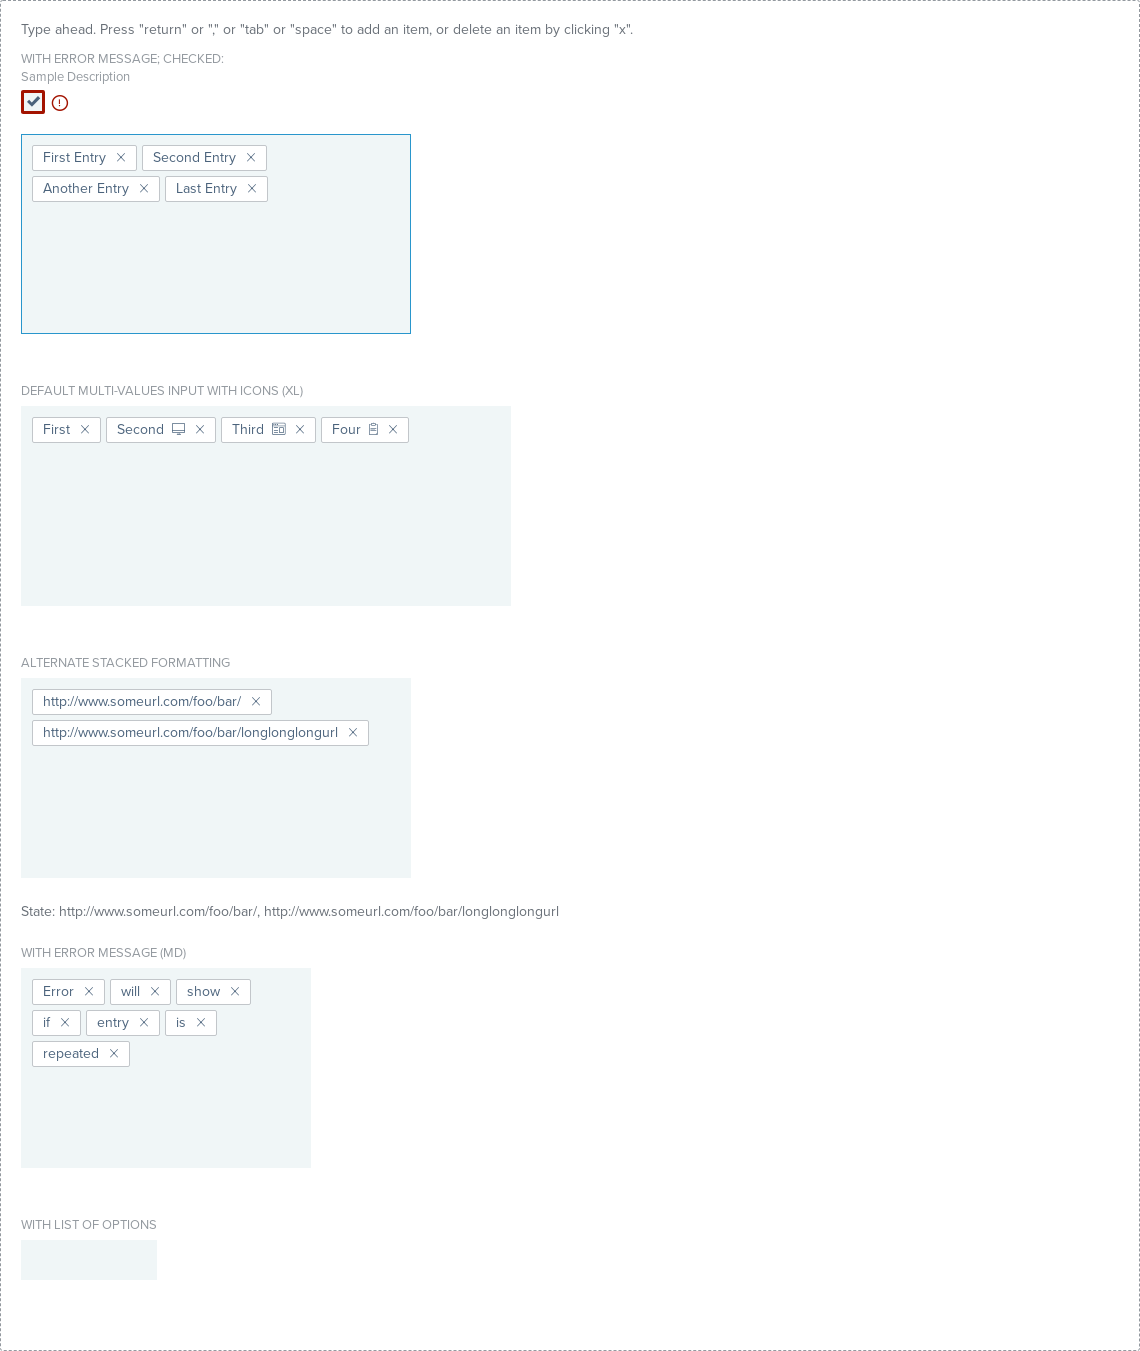 Type ahead. Press "return" or "," or "tab" or "space" to add an item, or delete an item by clicking "x".
WITH ERROR MESSAGE; CHECKED:
Sample Description
First Entry Second Entry
Another Entry Last Entry
DEFAULT MULTI-VALUES INPUT WITH ICONS (XL)
First Second Third Four
ALTERNATE STACKED FORMATTING
http://www.someurl.com/foo/bar/
http://www.someurl.com/foo/bar/longlonglongurl
State: http://www.someurl.com/foo/bar/, http://www.someurl.com/foo/bar/longlonglongurl
WITH ERROR MESSAGE (MD)
Error will show
if entry is
repeated
WITH LIST OF OPTIONS